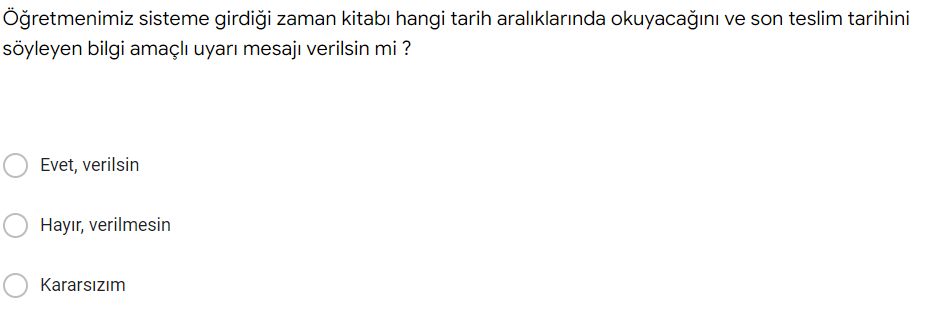 Öğretmenimiz sisteme girdiği zaman kitabı hangi tarih aralıklarında okuyacağını ve son teslim tarihini
söyleyen bilgi amaçlı uyarı mesajı verilsin mi ?
Evet, verilsin
Hayır, verilmesin
Kararsızım